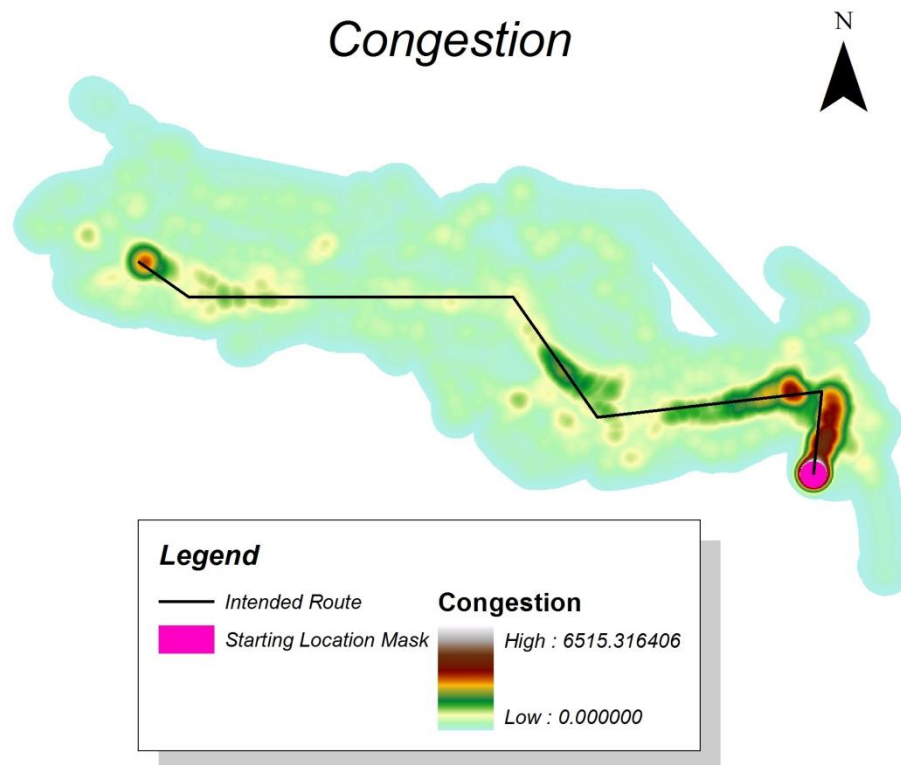 Congestion
N
Legend
Intended Route
Starting Location Mask
Congestion
High : 6515.316406
Low : 0.000000